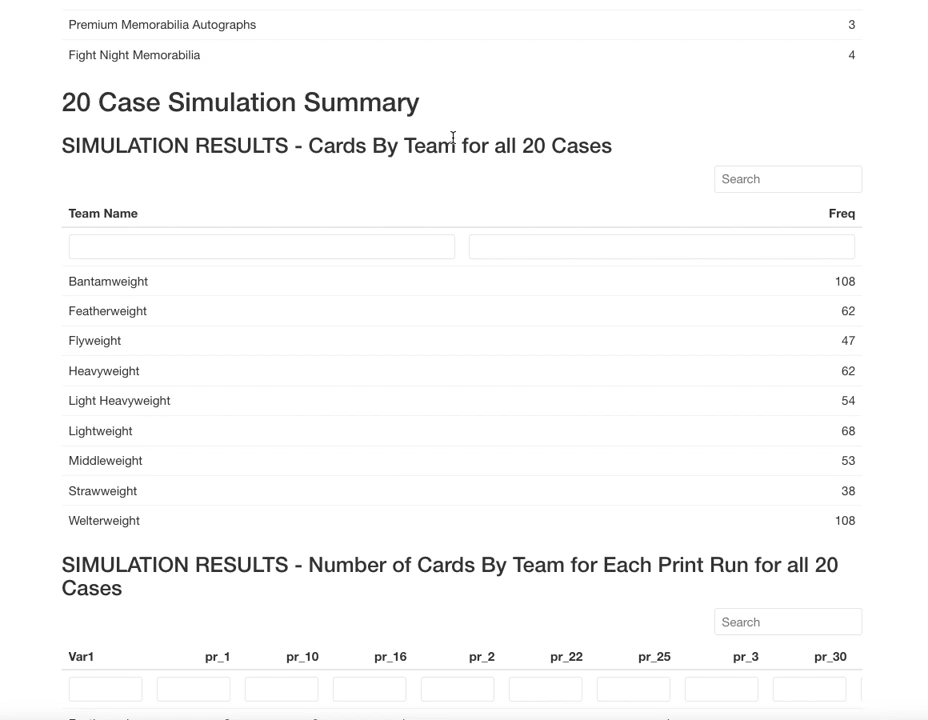 Premium Memorabilia Autographs 3
Fight Night Memorabilia 4
20 Case Simulation Summary
SIMULATION RESULTS - Cards By Team for all 20 Cases
Search
Team Name Freq
Bantamweight 108
Featherweight 62
Flyweight 47
Heavyweight 62
Light Heavyweight 54
Lightweight 68
Middleweight 53
Strawweight 38
Welterweight 108
SIMULATION RESULTS - Number of Cards By Team for Each Print Run for all 20
Cases
Search
Var1 pr_1 pr_10 pr_16 pr_2 pr_22 pr_25 pr_3 pr_30